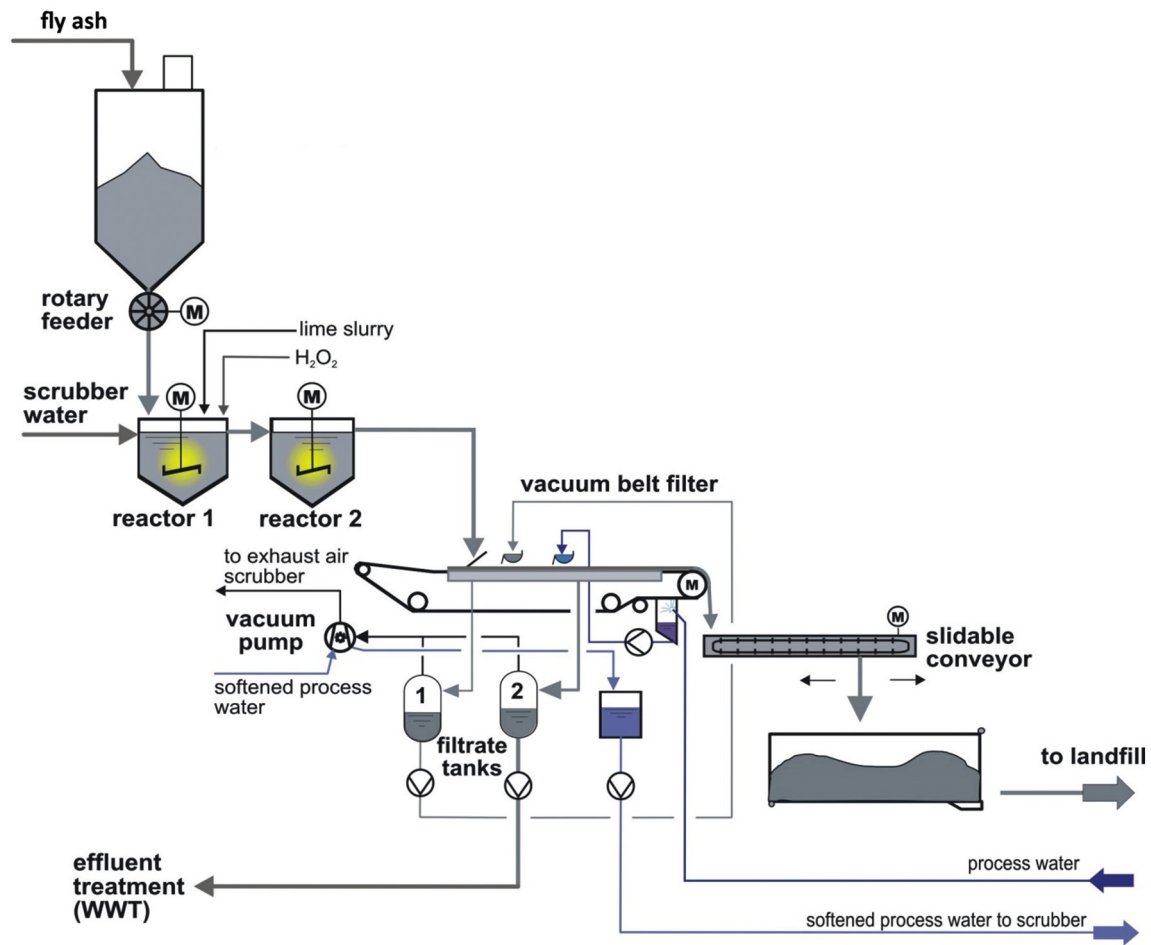 fly ash
rotary
feeder
M
lime slurry
H₂O₂
scrubber
water
M
M
reactor 1
reactor 2
vacuum belt filter
to exhaust air
scrubber
M
vacuum
pump
M
slidable
conveyor
softened process
water
1
2
filtrate
tanks
to landfill
effluent
treatment
(WWT)
process water
softened process water to scrubber